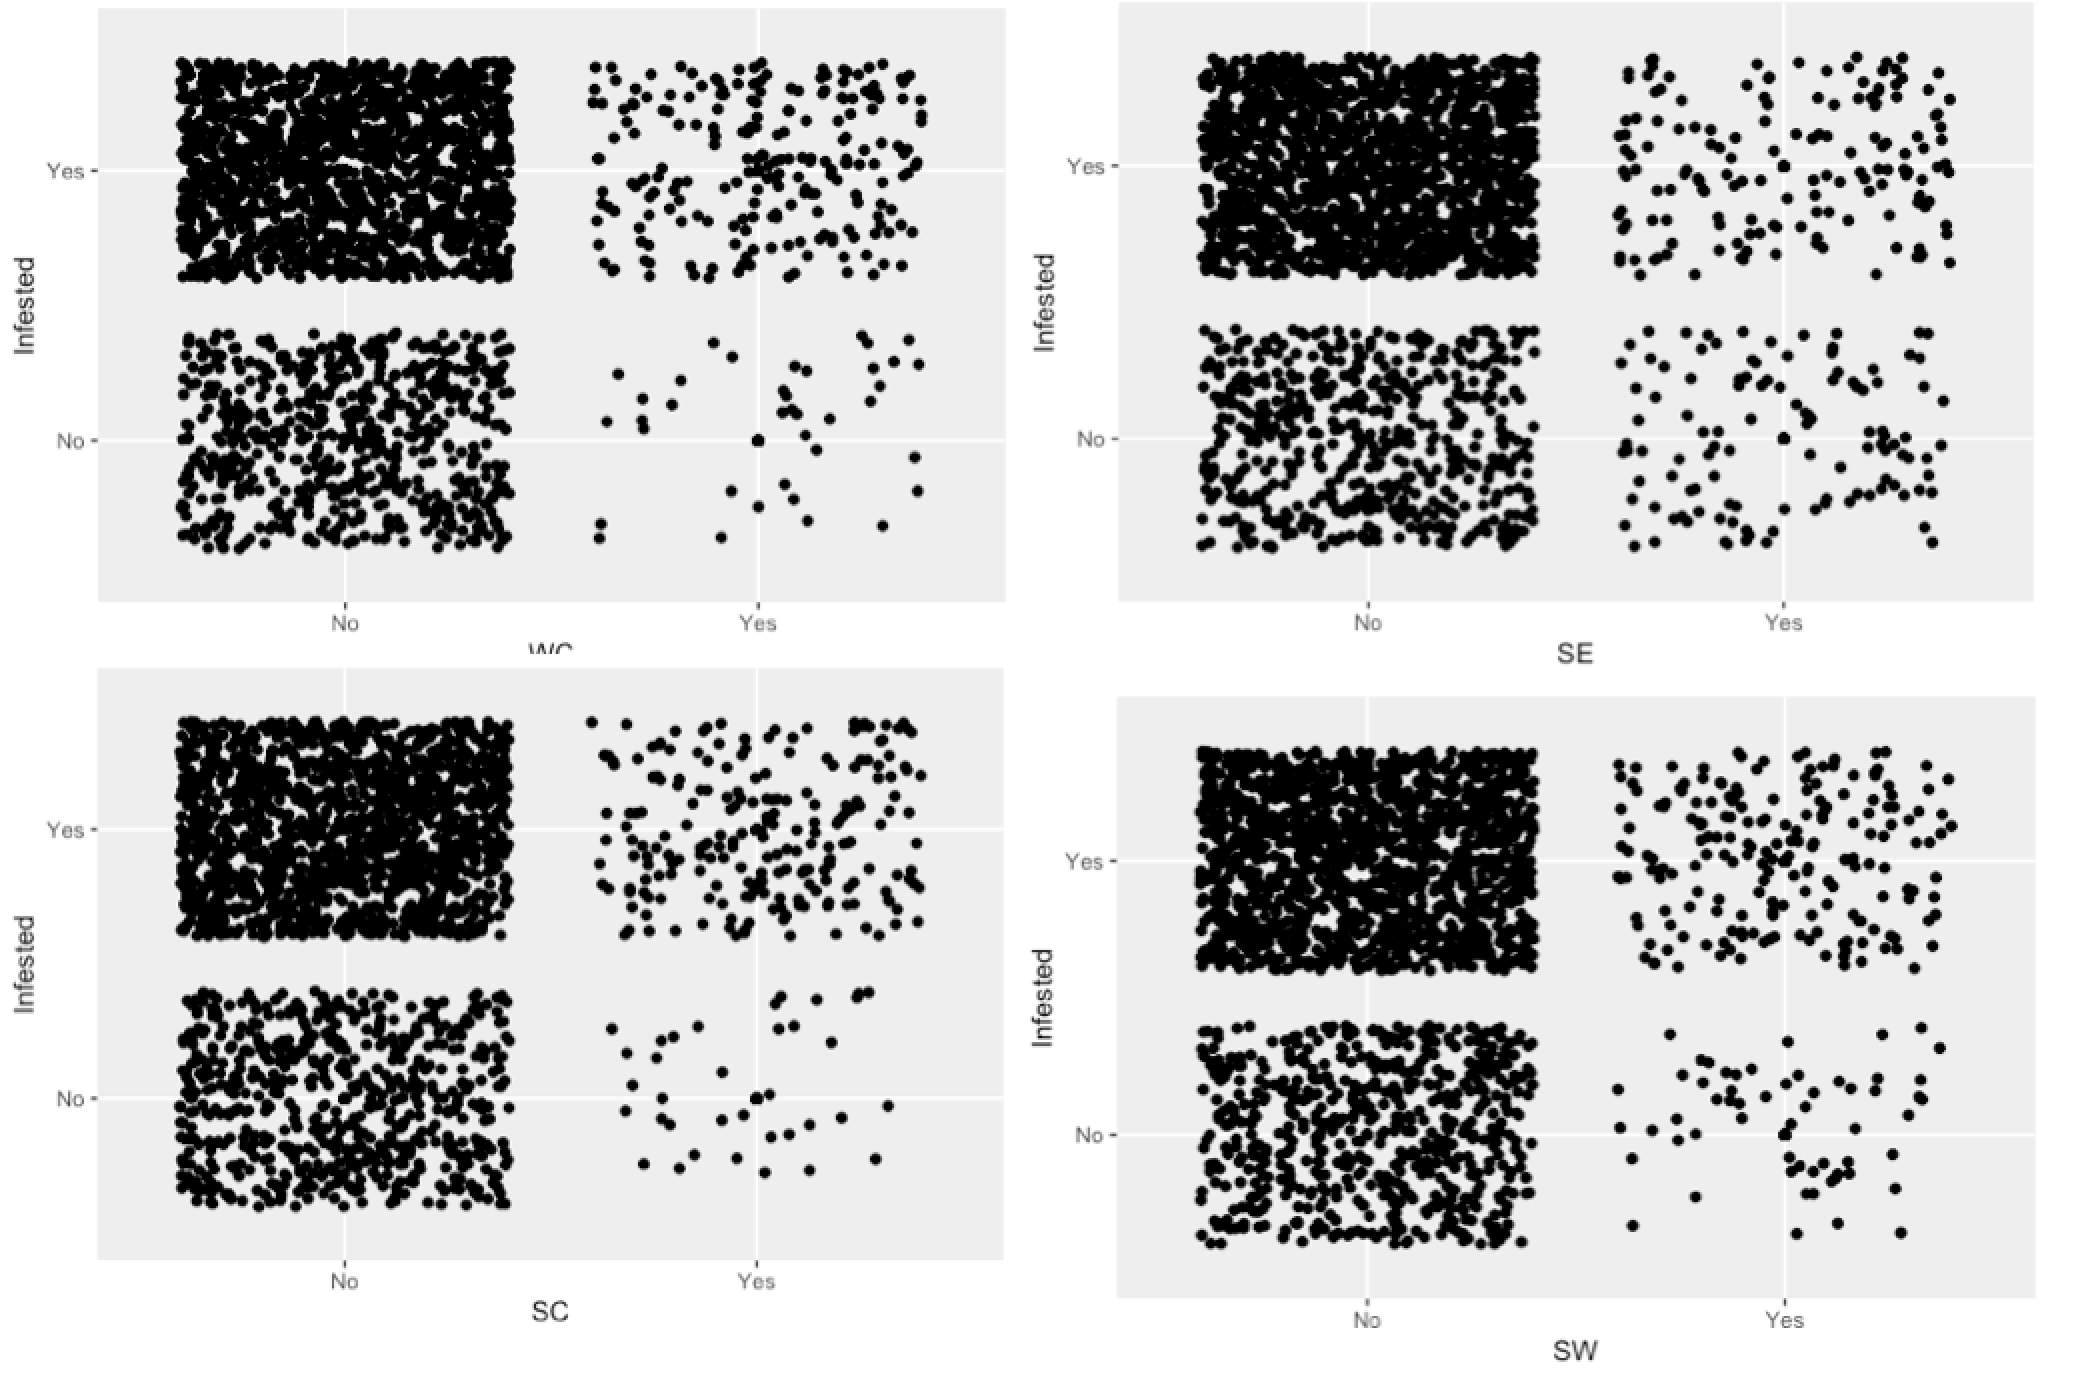 Infested
Yes
No
No
Yes
Infested
Yes
No
No
Yes
SE
Infested
Yes
No
No
Yes
SC
Infested
Yes
No
No
Yes
SW